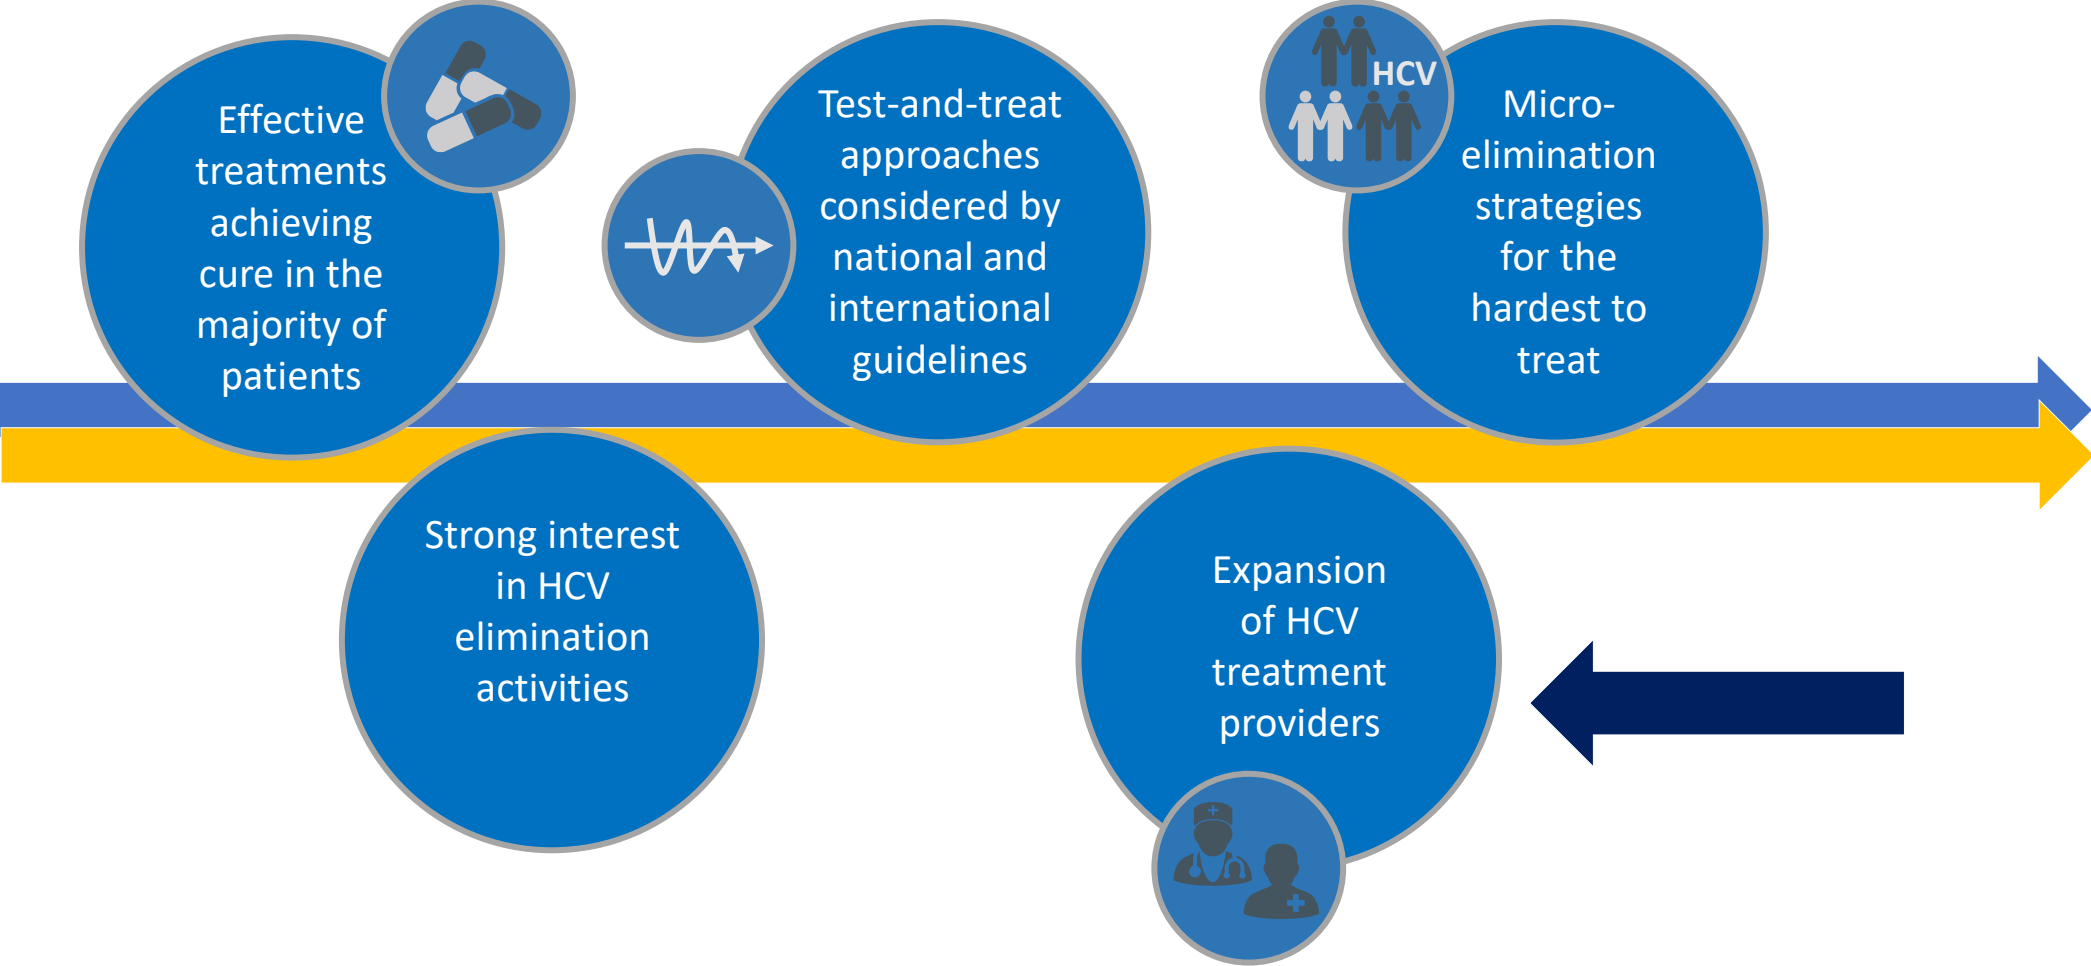 Effective
treatments
achieving
cure in the
majority of
patients
Strong interest
in HCV
elimination
activities
Test-and-treat
approaches
considered by
national and
international
guidelines
Expansion
of HCV
treatment
providers
HCV
Micro-
elimination
strategies
for the
hardest to
treat